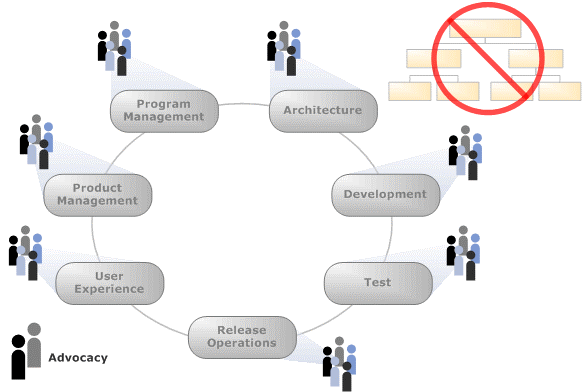 Program
Management
Architecture
Product
Management
Development
User
Experience
Test
Release
Operations
Advocacy